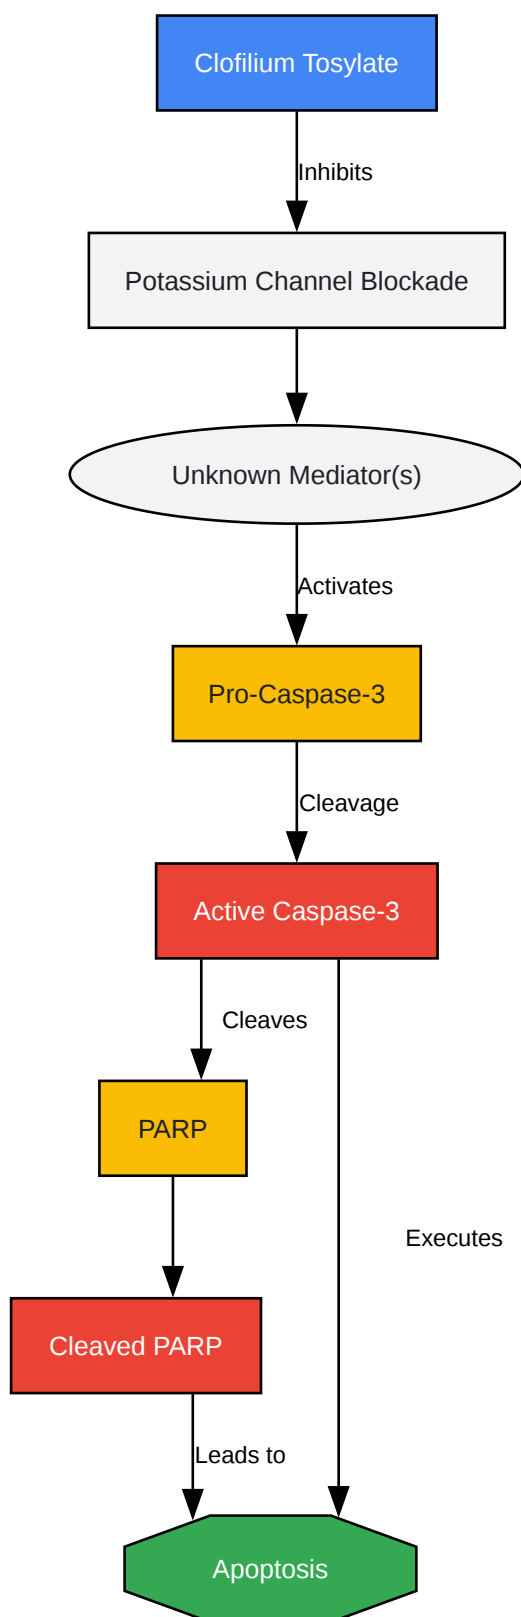 Clofilium Tosylate
Inhibits
Potassium Channel Blockade
Unknown Mediator(s)
Activates
Pro-Caspase-3
Cleavage
Active Caspase-3
Cleaves
PARP
Executes
Cleaved PARP
Leads to
Apoptosis